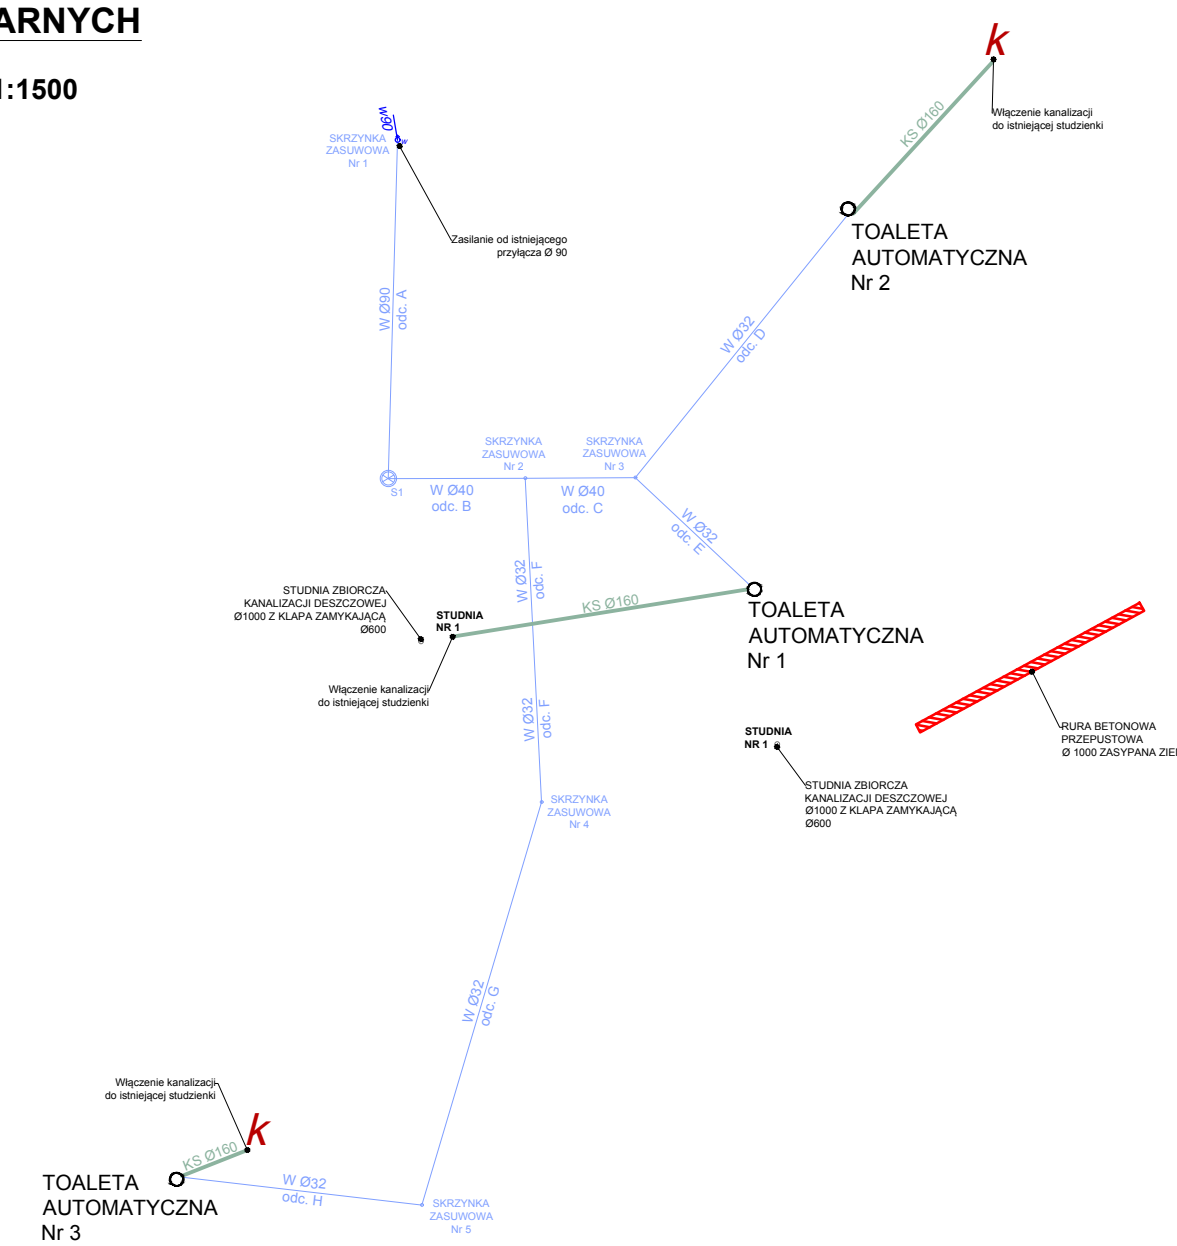 ARNYCH
1:1500
k
Włączenie kanalizacji
do istniejącej studzienki
KS Ø160
w90
w
SKRZYNKA
ZASUWOWA
Nr 1
Zasilanie od istniejącego
przyłącza Ø 90
TOALETA
AUTOMATYCZNA
Nr 2
W Ø90
odc. A
W Ø32
odc. D
SKRZYNKA
ZASUWOWA
Nr 2
SKRZYNKA
ZASUWOWA
Nr 3
S1
W Ø40
odc. B
W Ø40
odc. C
W Ø32
odc. E
W Ø32
odc. F
STUDNIA ZBIORCZA
KANALIZACJI DESZCZOWEJ
Ø1000 Z KLAPA ZAMYKAJĄCĄ
Ø600
STUDNIA
NR 1
KS Ø160
TOALETA
AUTOMATYCZNA
Nr 1
Włączenie kanalizacji
do istniejącej studzienki
W Ø32
odc. F
STUDNIA
NR 1
RURA BETONOWA
PRZEPUSTOWA
Ø 1000 ZASYPANA
STUDNIA ZBIORCZA
KANALIZACJI DESZCZOWEJ
Ø1000 Z KLAPA ZAMYKAJĄCĄ
Ø600
SKRZYNKA
ZASUWOWA
Nr 4
W Ø32
odc. G
Włączenie kanalizacji
do istniejącej studzienki
k
KS Ø160
TOALETA
AUTOMATYCZNA
Nr 3
W Ø32
odc. H
SKRZYNKA
ZASUWOWA
Nr 5